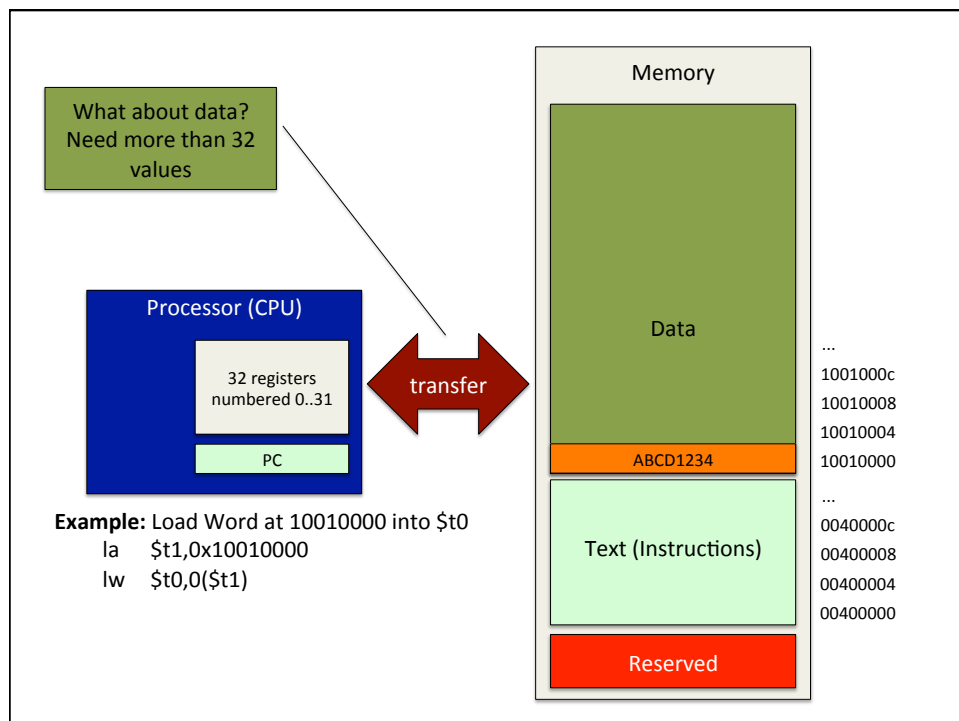 What about data?
Need more than 32
values
Processor (CPU)
32 registers
numbered 0..31
PC
transfer
Example: Load Word at 10010000 into $t0
la $t1,0x10010000
lw $t0,0($t1)
Memory
Data
ABCD1234
Text (Instructions)
Reserved
...
1001000c
10010008
10010004
10010000
...
0040000c
00400008
00400004
00400000